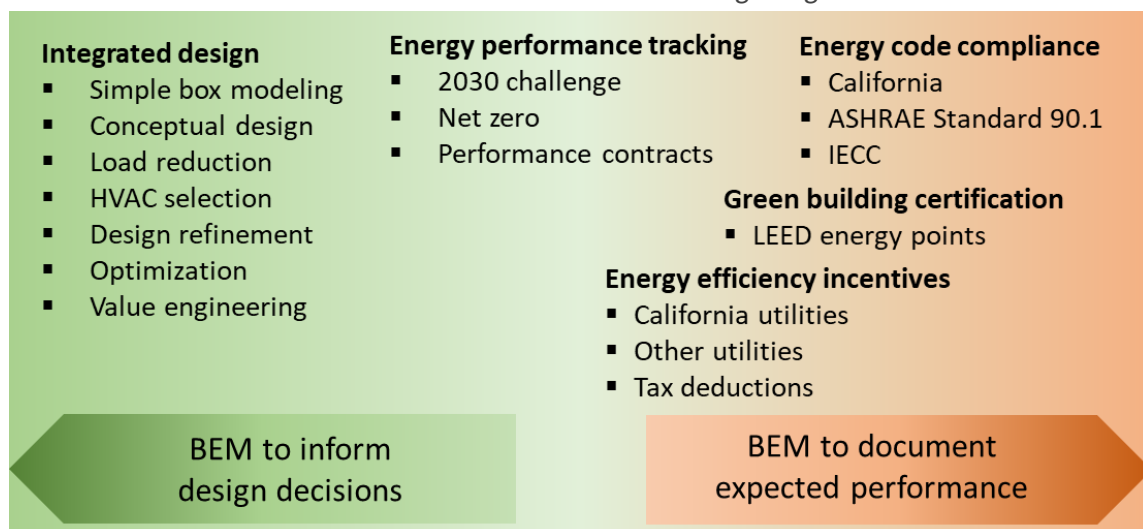 Integrated design
▪ Simple box modeling
▪ Conceptual design
▪ Load reduction
▪ HVAC selection
▪ Design refinement
▪ Optimization
▪ Value engineering
Energy performance tracking
▪ 2030 challenge
▪ Net zero
▪ Performance contracts
Energy code compliance
▪ California
▪ ASHRAE Standard 90.1
▪ IECC
Green building certification
▪ LEED energy points
Energy efficiency incentives
▪ California utilities
▪ Other utilities
▪ Tax deductions
BEM to inform
design decisions
BEM to document
expected performance